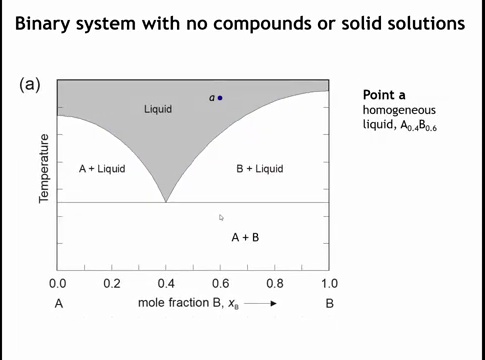 Binary system with no compounds or solid solutions
(a)
Point a
homogeneous
liquid, A₀.₄B₀.₆
a
Liquid
A + Liquid
B + Liquid
A + B
Temperature
0.0 0.2 0.4 0.6 0.8 1.0
A mole fraction B, x_B B